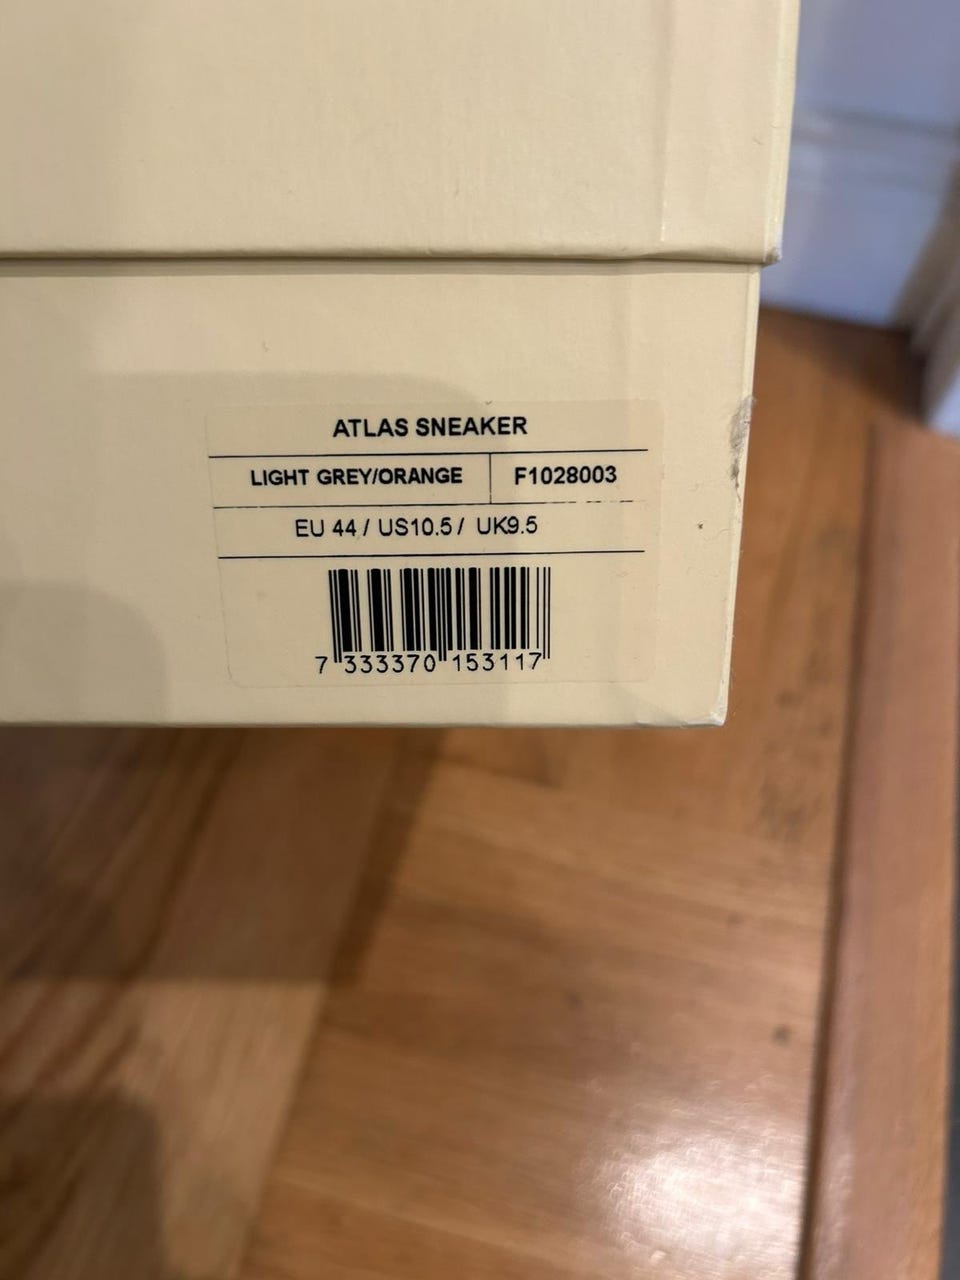 ATLAS SNEAKER
LIGHT GREY/ORANGE F1028003
EU 44 / US10.5 / UK9.5
7 333370 153117